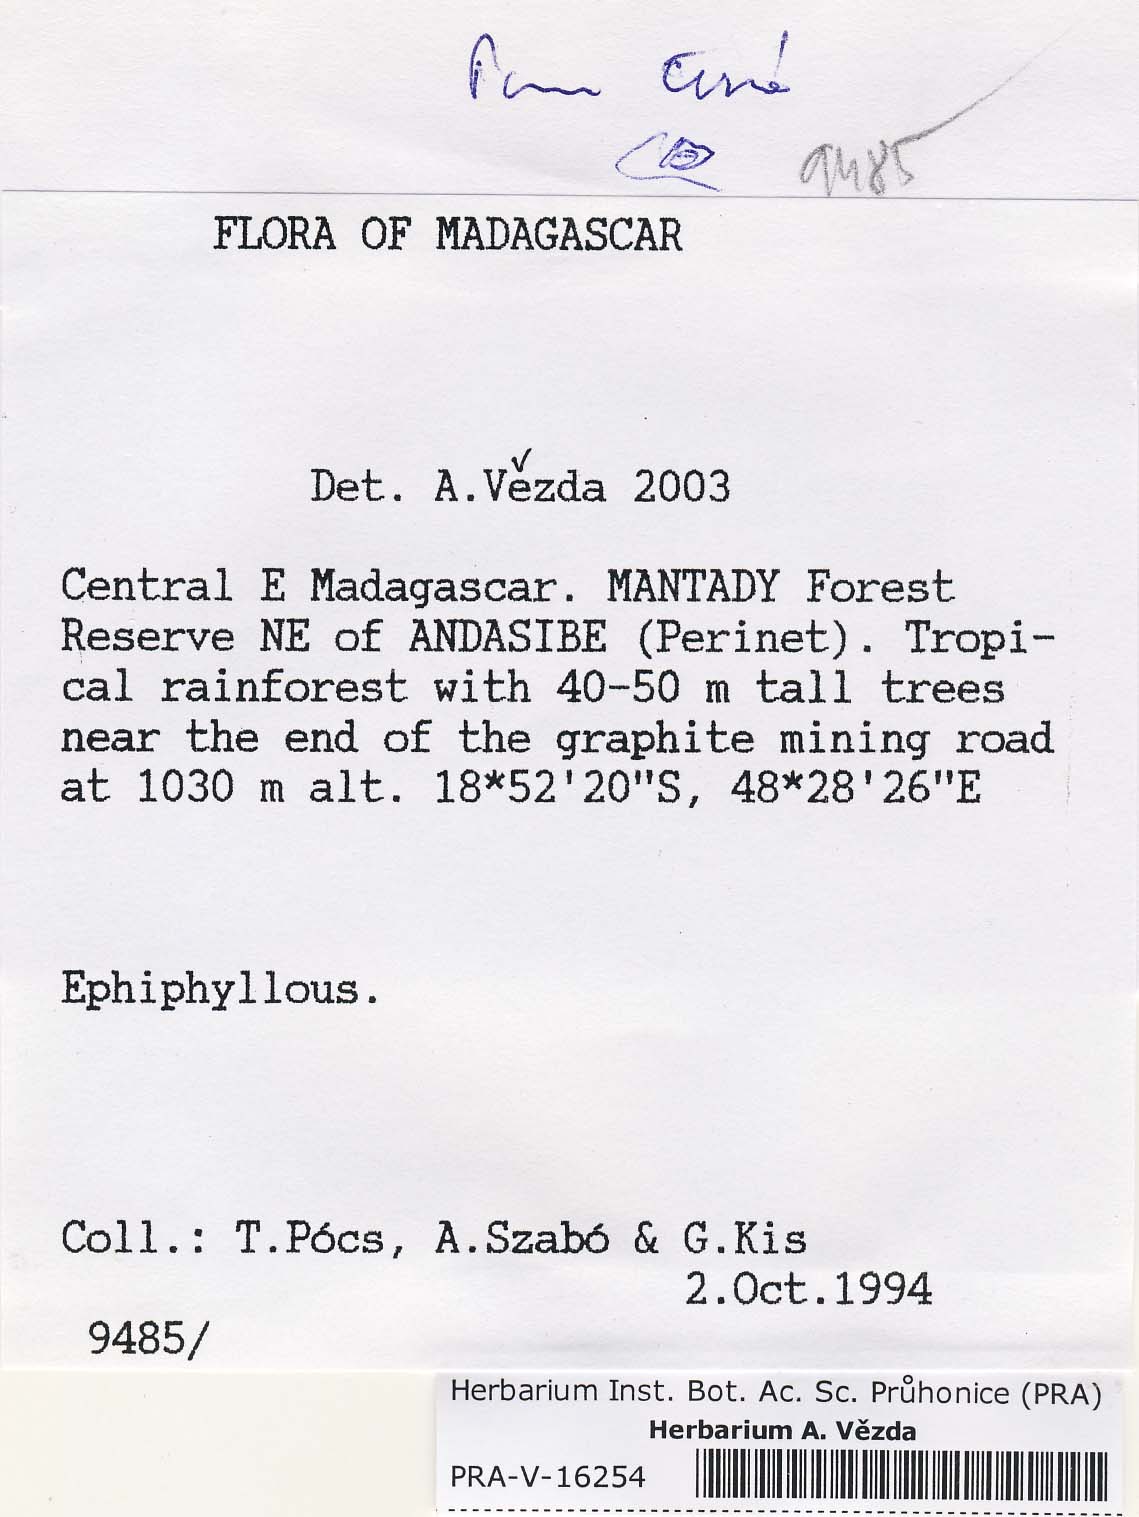 9485
FLORA OF MADAGASCAR
Det. A.Vězda 2003
Central E Madagascar. MANTADY Forest
Reserve NE of ANDASIBE (Perinet). Tropi-
cal rainforest with 40-50 m tall trees
near the end of the graphite mining road
at 1030 m alt. 18*52'20"S, 48*28'26"E
Ephiphyllous.
Coll.: T.Pócs, A.Szabó & G.Kis
2.Oct.1994
9485/
Herbarium Inst. Bot. Ac. Sc. Průhonice (PRA)
Herbarium A. Vězda
PRA-V-16254